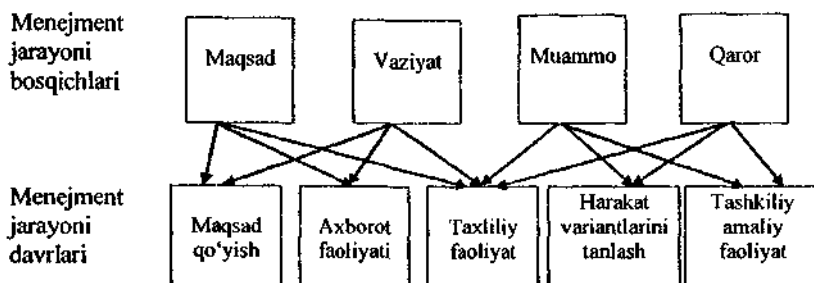 Menejment
jarayoni
bosqichlari
Maqsad
Vaziyat
Muammo
Qaror
Menejment
jarayoni
davrlari
Maqsad
qo‘yish
Axborot
faoliyati
Taxliliy
faoliyat
Harakat
variantlarini
tanlash
Tashkiliy
amaliy
faoliyat